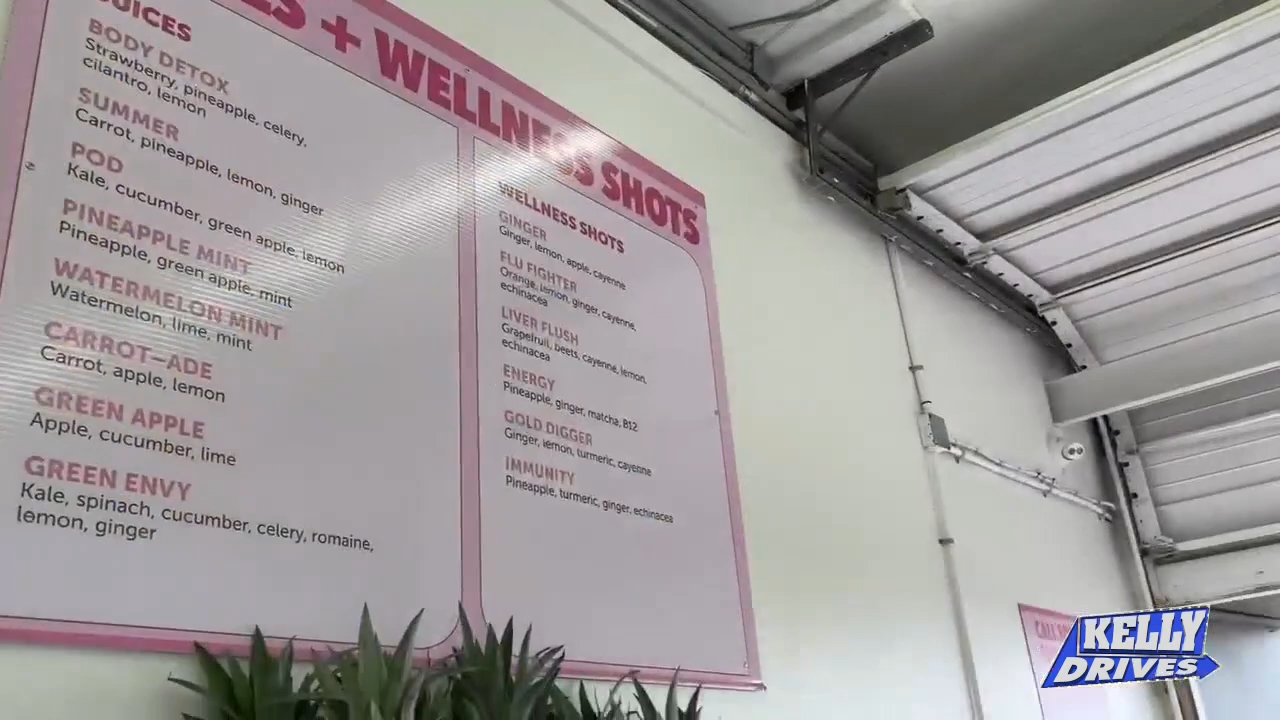 ES + WELLNESS SHOTS
JUICES
BODY DETOX
Strawberry, pineapple, celery,
cilantro, lemon
SUMMER
Carrot, pineapple, lemon, ginger
POD
Kale, cucumber, green apple, lemon
PINEAPPLE MINT
Pineapple, green apple, mint
WATERMELON MINT
Watermelon, lime, mint
CARROT-ADE
Carrot, apple, lemon
GREEN APPLE
Apple, cucumber, lime
GREEN ENVY
Kale, spinach, cucumber, celery, romaine,
lemon, ginger
WELLNESS SHOTS
GINGER
Ginger, lemon, apple, cayenne
FLU FIGHTER
Orange, lemon, ginger, cayenne,
echinacea
LIVER FLUSH
Grapefruit, beets, cayenne, lemon,
echinacea
ENERGY
Pineapple, ginger, matcha, B12
GOLD DIGGER
Ginger, lemon, turmeric, cayenne
IMMUNITY
Pineapple, turmeric, ginger, echinacea
CALL
KELLY
DRIVES